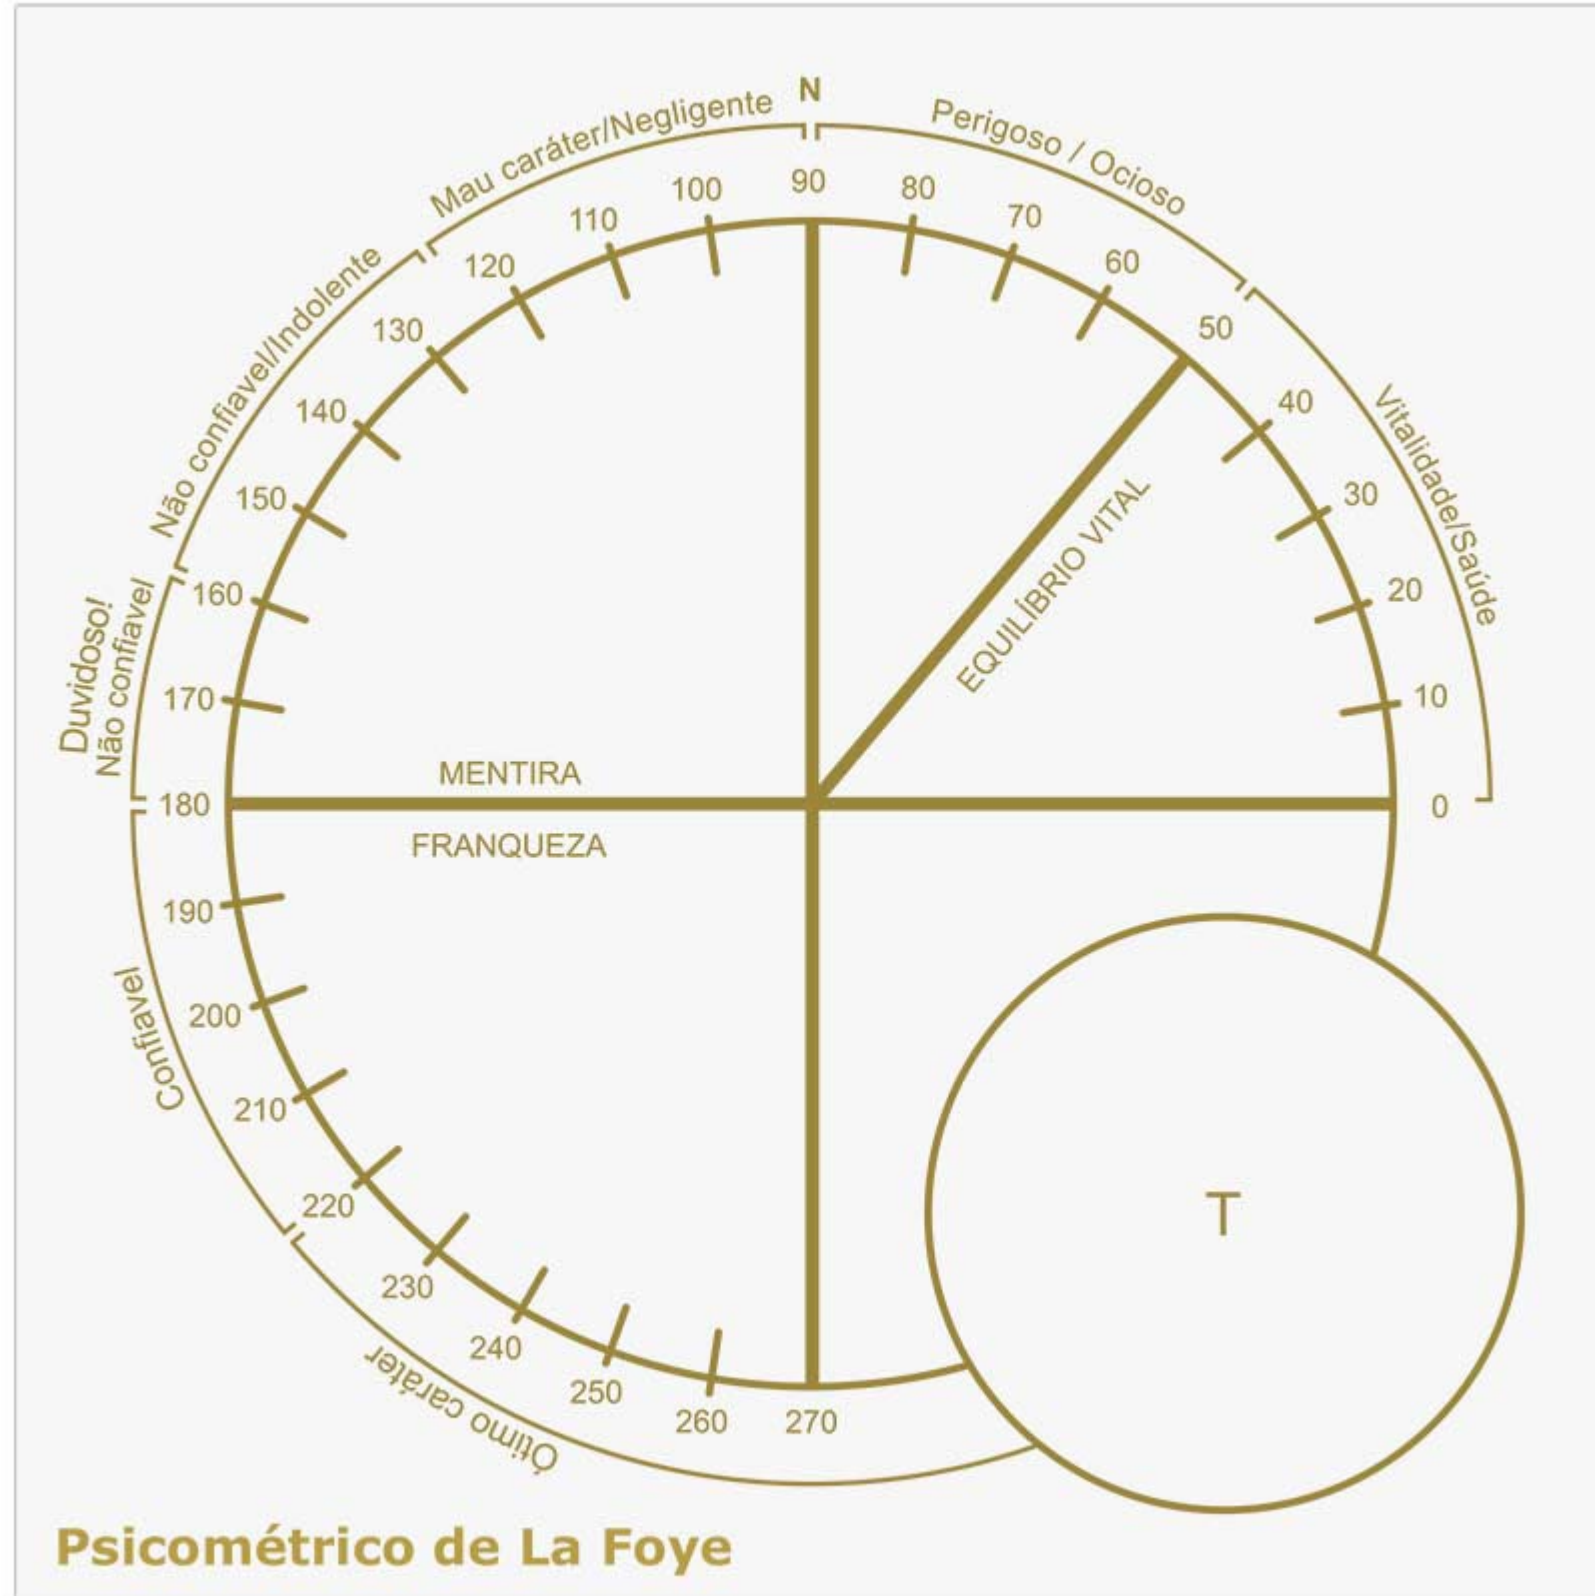 N
Perigoso / Ocioso
Mau caráter/Negligente
Não confiavel/Indolente
Duvidoso!
Não confiavel
Vitalidade/Saúde
90
80
70
60
50
40
30
20
10
0
100
110
120
130
140
150
160
170
180
190
200
210
220
230
240
250
260
270
EQUILÍBRIO VITAL
MENTIRA
FRANQUEZA
Confiavel
Ótimo caráter
T
Psicométrico de La Foye